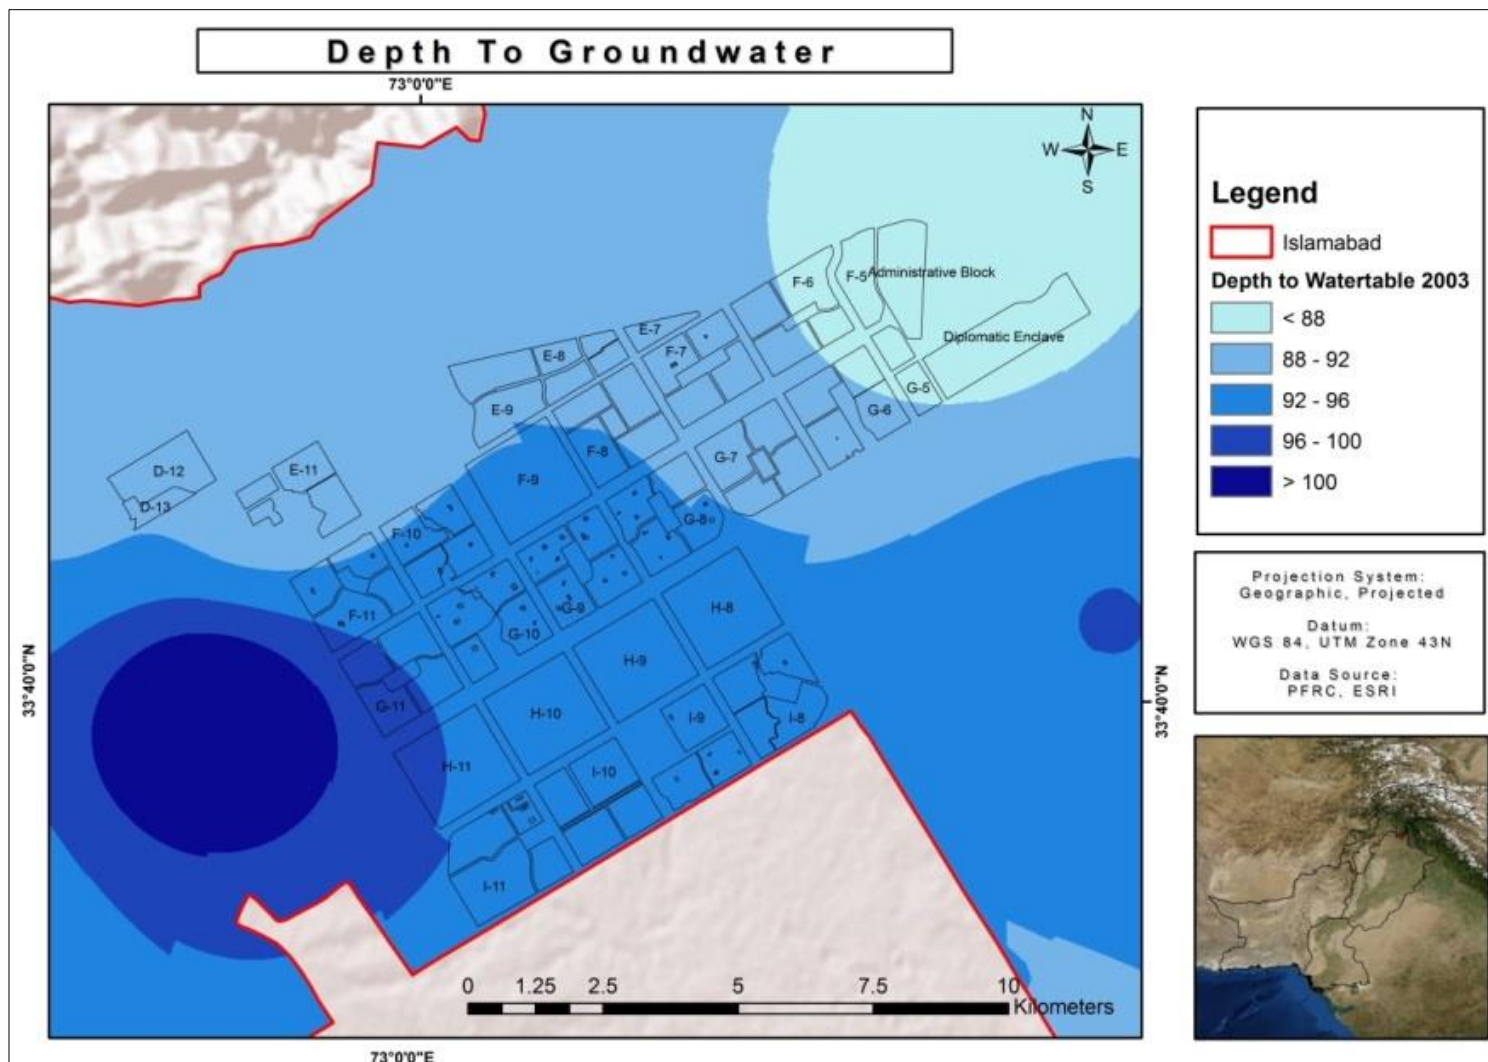 Depth To Groundwater
73°0'0"E
N
W E
S
F-6
F-5
Administrative Block
E-7
Diplomatic Enclave
E-8
F-7
G-5
E-9
G-6
F-8
G-7
D-12
E-11
F-9
D-13
F-10
G-8
F-11
G-9
H-8
G-10
H-9
G-11
H-10
I-9
I-8
H-11
I-10
I-11
33°40'0"N
33°40'0"N
0 1.25 2.5 5 7.5 10
Kilometers
73°0'0"E
Legend
Islamabad
Depth to Watertable 2003
< 88
88 - 92
92 - 96
96 - 100
> 100
Projection System:
Geographic, Projected
Datum:
WGS 84, UTM Zone 43N
Data Source:
PFRC, ESRI